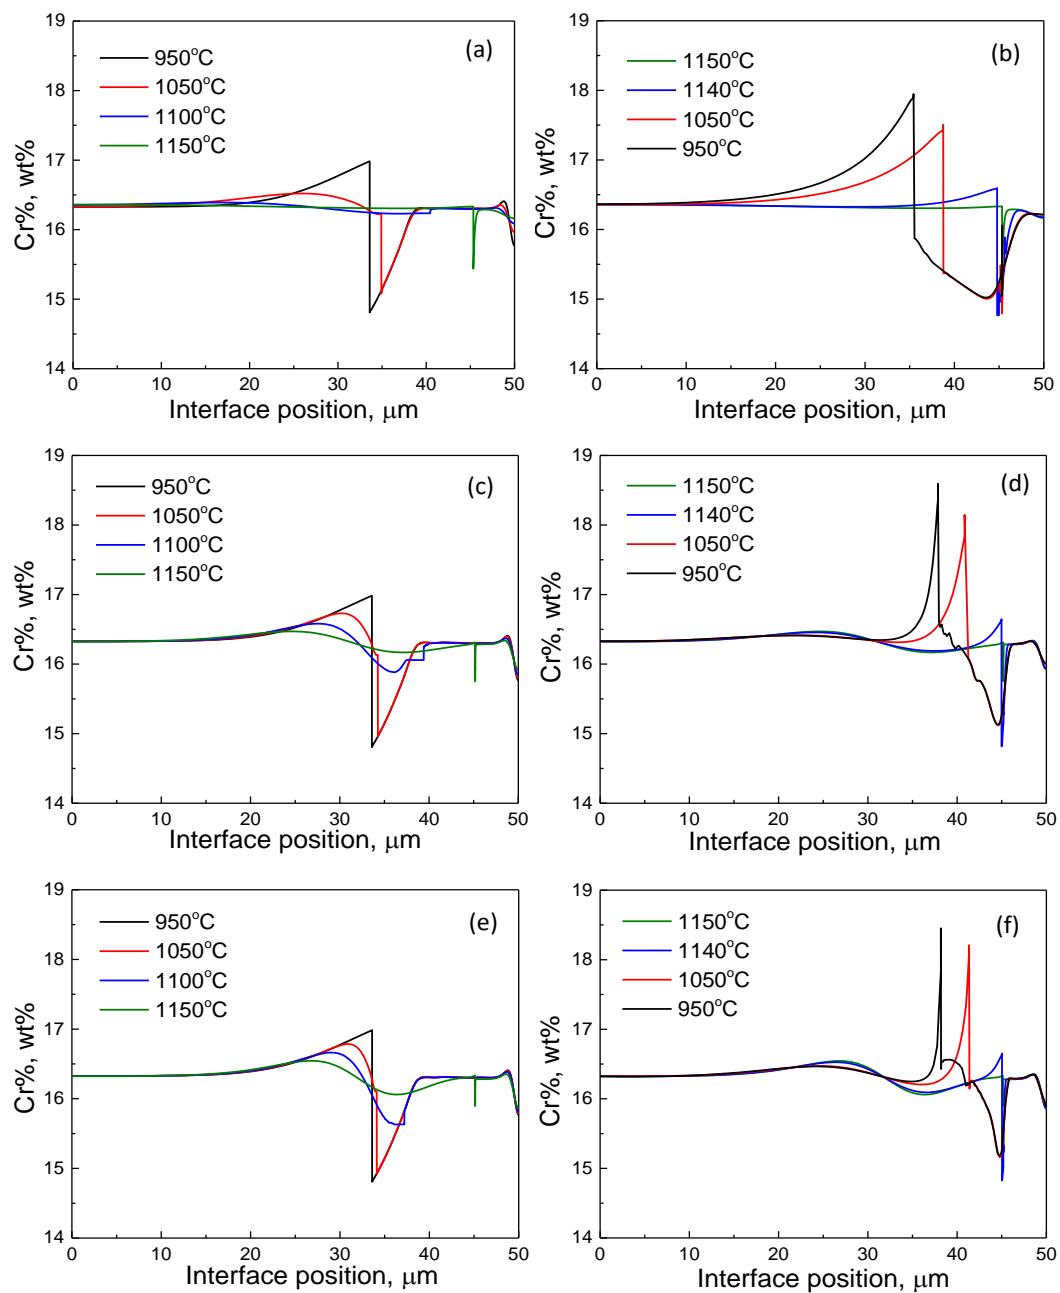 19
18
17
16
15
14
Cr%, wt%
950°C
1050°C
1100°C
1150°C
(a)
0 10 20 30 40 50
Interface position, μm
19
18
17
16
15
14
Cr%, wt%
1150°C
1140°C
1050°C
950°C
(b)
0 10 20 30 40 50
Interface position, μm
19
18
17
16
15
14
Cr%, wt%
950°C
1050°C
1100°C
1150°C
(c)
0 10 20 30 40 50
Interface position, μm
19
18
17
16
15
14
Cr%, wt%
1150°C
1140°C
1050°C
950°C
(d)
0 10 20 30 40 50
Interface position, μm
19
18
17
16
15
14
Cr%, wt%
950°C
1050°C
1100°C
1150°C
(e)
0 10 20 30 40 50
Interface position, μm
19
18
17
16
15
14
Cr%, wt%
1150°C
1140°C
1050°C
950°C
(f)
0 10 20 30 40 50
Interface position, μm